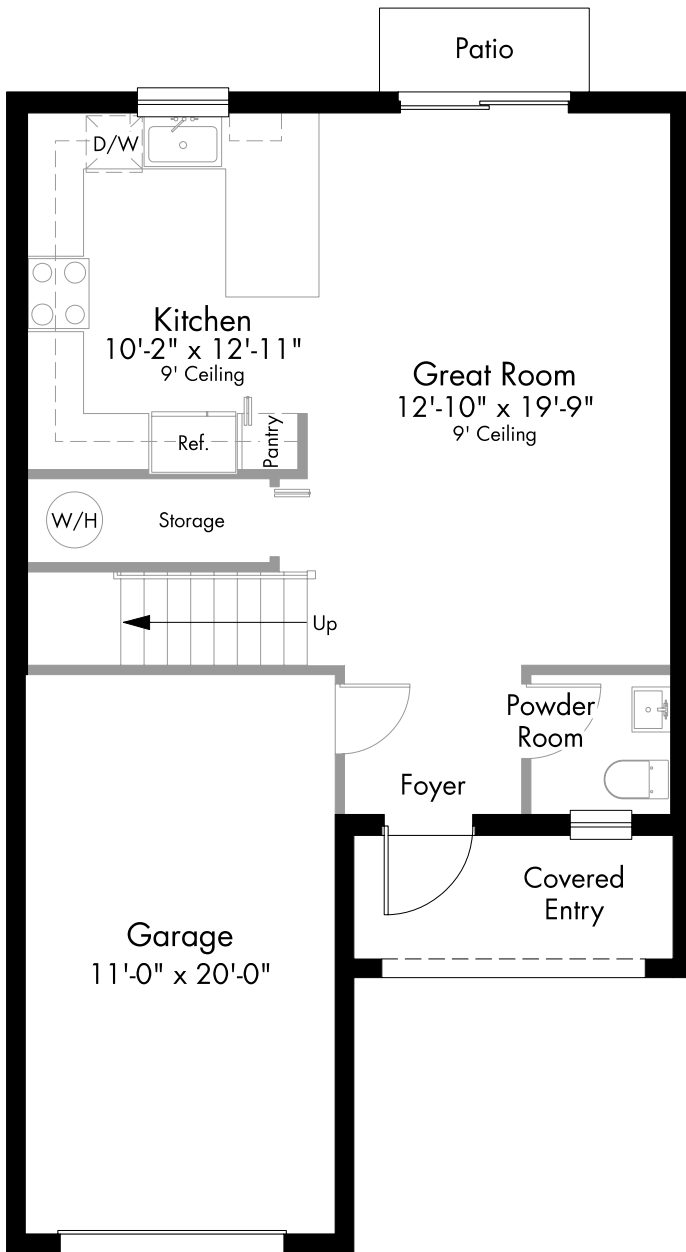 Patio
D/W
Kitchen
10'-2" x 12'-11"
9' Ceiling
Great Room
12'-10" x 19'-9"
9' Ceiling
Ref.
Pantry
W/H
Storage
Up
Powder
Room
Foyer
Covered
Entry
Garage
11'-0" x 20'-0"